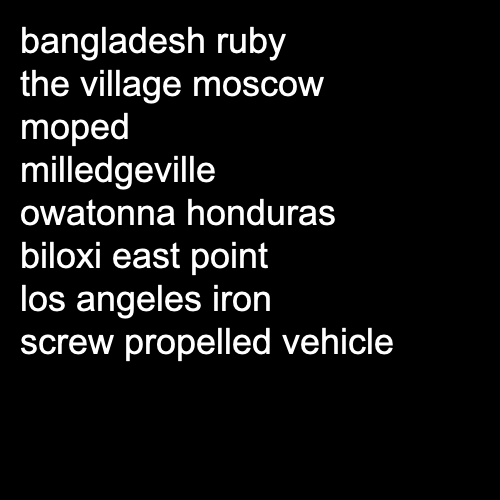 bangladesh ruby
the village moscow
moped
milledgeville
owatonna honduras
biloxi east point
los angeles iron
screw propelled vehicle